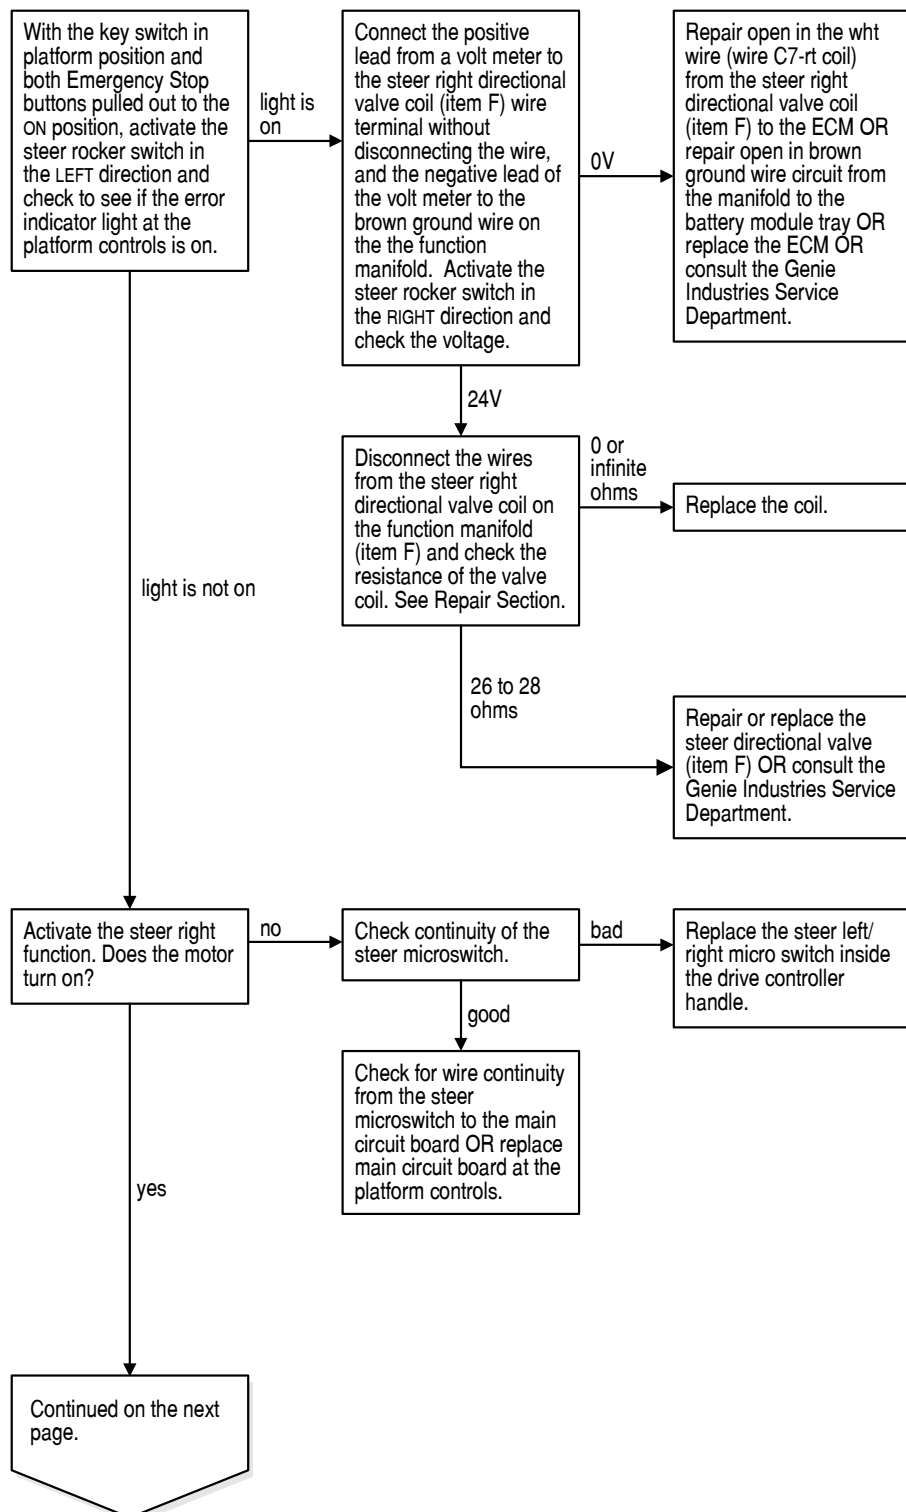 With the key switch in
platform position and
both Emergency Stop
buttons pulled out to the
ON position, activate the
steer rocker switch in
the LEFT direction and
check to see if the error
indicator light at the
platform controls is on.
light is
on
Connect the positive
lead from a volt meter to
the steer right directional
valve coil (item F) wire
terminal without
disconnecting the wire,
and the negative lead of
the volt meter to the
brown ground wire on
the the function
manifold. Activate the
steer rocker switch in
the RIGHT direction and
check the voltage.
0V
Repair open in the wht
wire (wire C7-rt coil)
from the steer right
directional valve coil
(item F) to the ECM OR
repair open in brown
ground wire circuit from
the manifold to the
battery module tray OR
replace the ECM OR
consult the Genie
Industries Service
Department.
24V
Disconnect the wires
from the steer right
directional valve coil on
the function manifold
(item F) and check the
resistance of the valve
coil. See Repair Section.
0 or
infinite
ohms
Replace the coil.
light is not on
26 to 28
ohms
Repair or replace the
steer directional valve
(item F) OR consult the
Genie Industries Service
Department.
Activate the steer right
function. Does the motor
turn on?
no
Check continuity of the
steer microswitch.
bad
Replace the steer left/
right micro switch inside
the drive controller
handle.
good
Check for wire continuity
from the steer
microswitch to the main
circuit board OR replace
main circuit board at the
platform controls.
yes
Continued on the next
page.